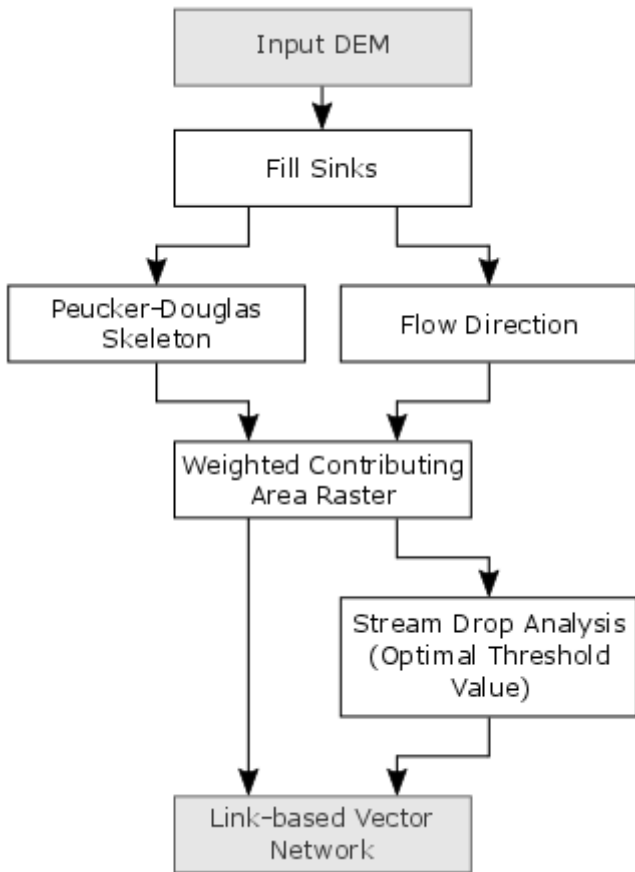 Input DEM
Fill Sinks
Peucker-Douglas
Skeleton
Flow Direction
Weighted Contributing
Area Raster
Stream Drop Analysis
(Optimal Threshold
Value)
Link-based Vector
Network